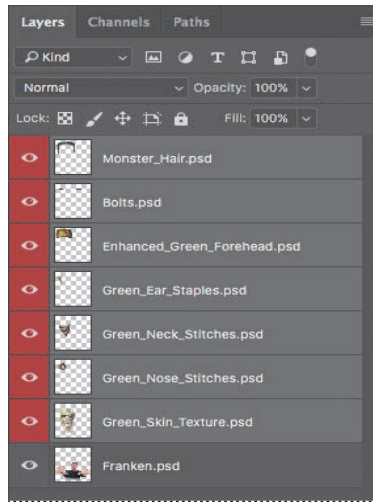 Layers Channels Paths
Kind T
Normal Opacity: 100%
Lock: Fill: 100%
Monster_Hair.psd
Bolts.psd
Enhanced_Green_Forehead.psd
Green_Ear_Staples.psd
Green_Neck_Stitches.psd
Green_Nose_Stitches.psd
Green_Skin_Texture.psd
Franken.psd